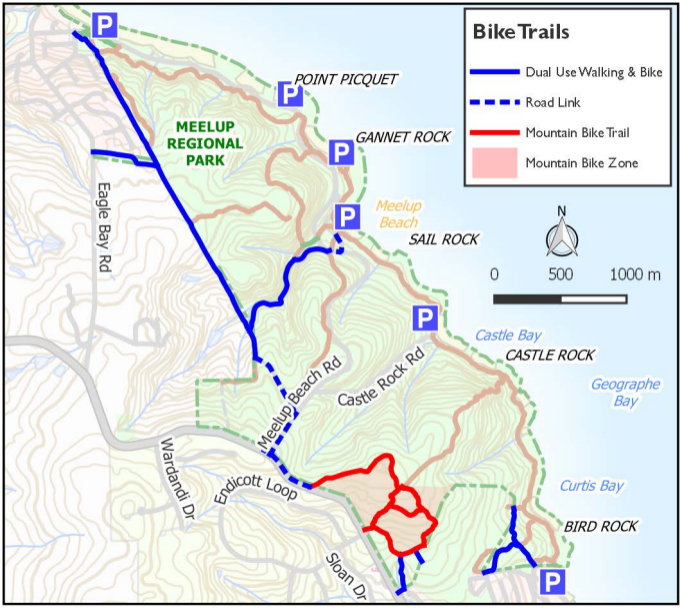 P
Bike Trails
Dual Use Walking & Bike
Road Link
Mountain Bike Trail
Mountain Bike Zone
POINT PICQUET
P
MEELUP
REGIONAL
PARK
GANNET ROCK
P
Eagle Bay Rd
Meelup
Beach
P
SAIL ROCK
N
0 500 1000 m
P
Castle Bay
CASTLE ROCK
Geographe
Bay
Meelup Beach Rd
Castle Rock Rd
Wardandi Dr
Endicott Loop
Curtis Bay
BIRD ROCK
Sloan Dr
P